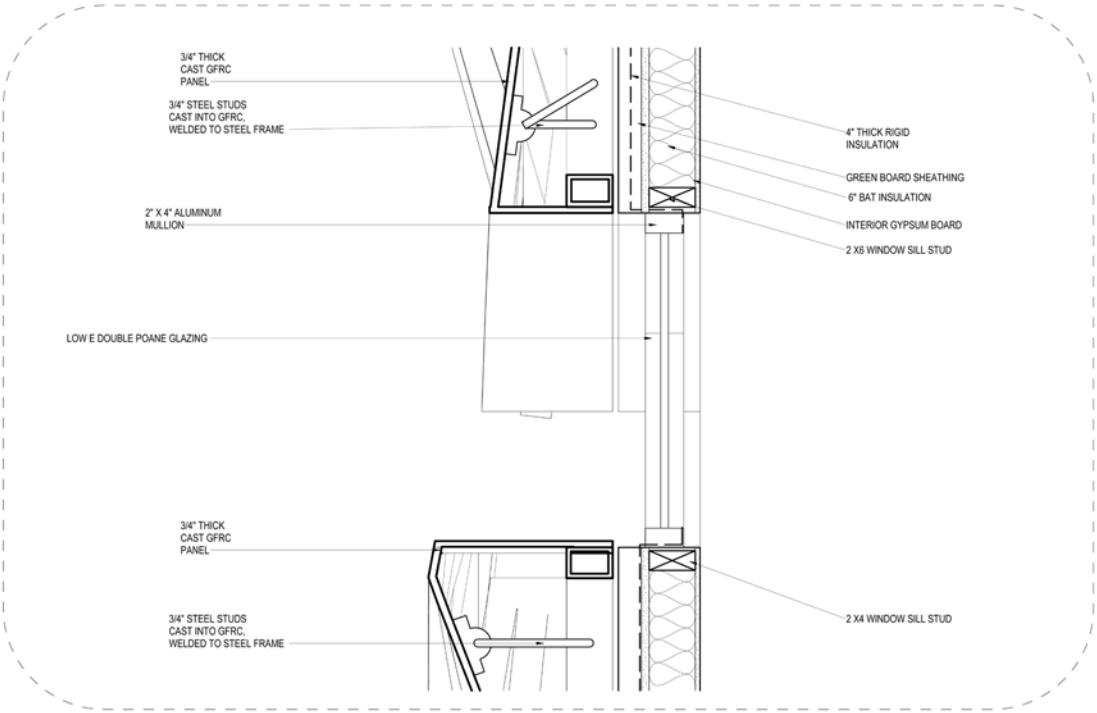 3/4" THICK
CAST GFRC
PANEL
3/4" STEEL STUDS
CAST INTO GFRC,
WELDED TO STEEL FRAME
2" X 4" ALUMINUM
MULLION
LOW E DOUBLE POANE GLAZING
3/4" THICK
CAST GFRC
PANEL
3/4" STEEL STUDS
CAST INTO GFRC,
WELDED TO STEEL FRAME
4" THICK RIGID
INSULATION
GREEN BOARD SHEATHING
6" BAT INSULATION
INTERIOR GYPSUM BOARD
2 X6 WINDOW SILL STUD
2 X4 WINDOW SILL STUD